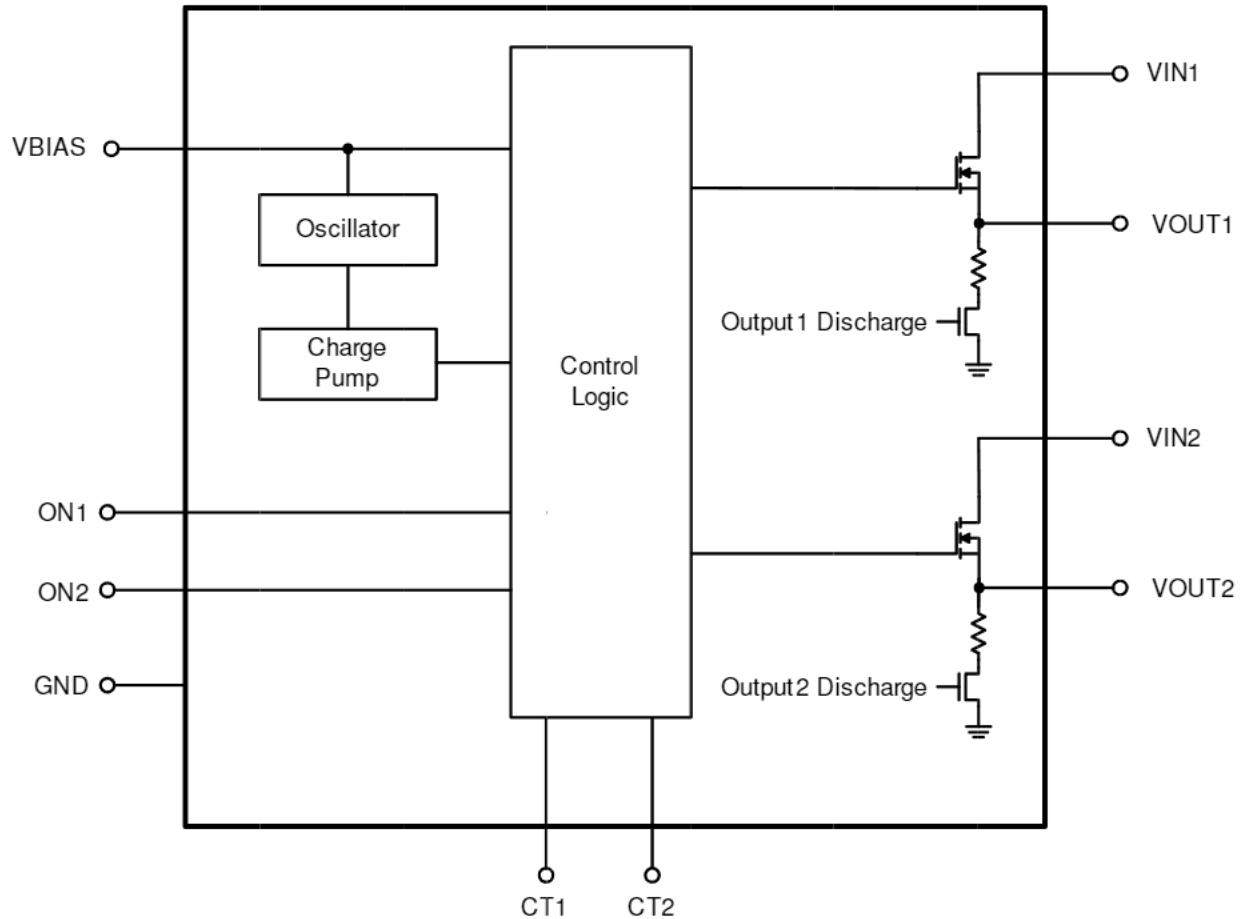 VIN1
VBIAS
Oscillator
VOUT1
Output1 Discharge
Charge
Pump
Control
Logic
VIN2
ON1
ON2
VOUT2
GND
Output2 Discharge
CT1
CT2